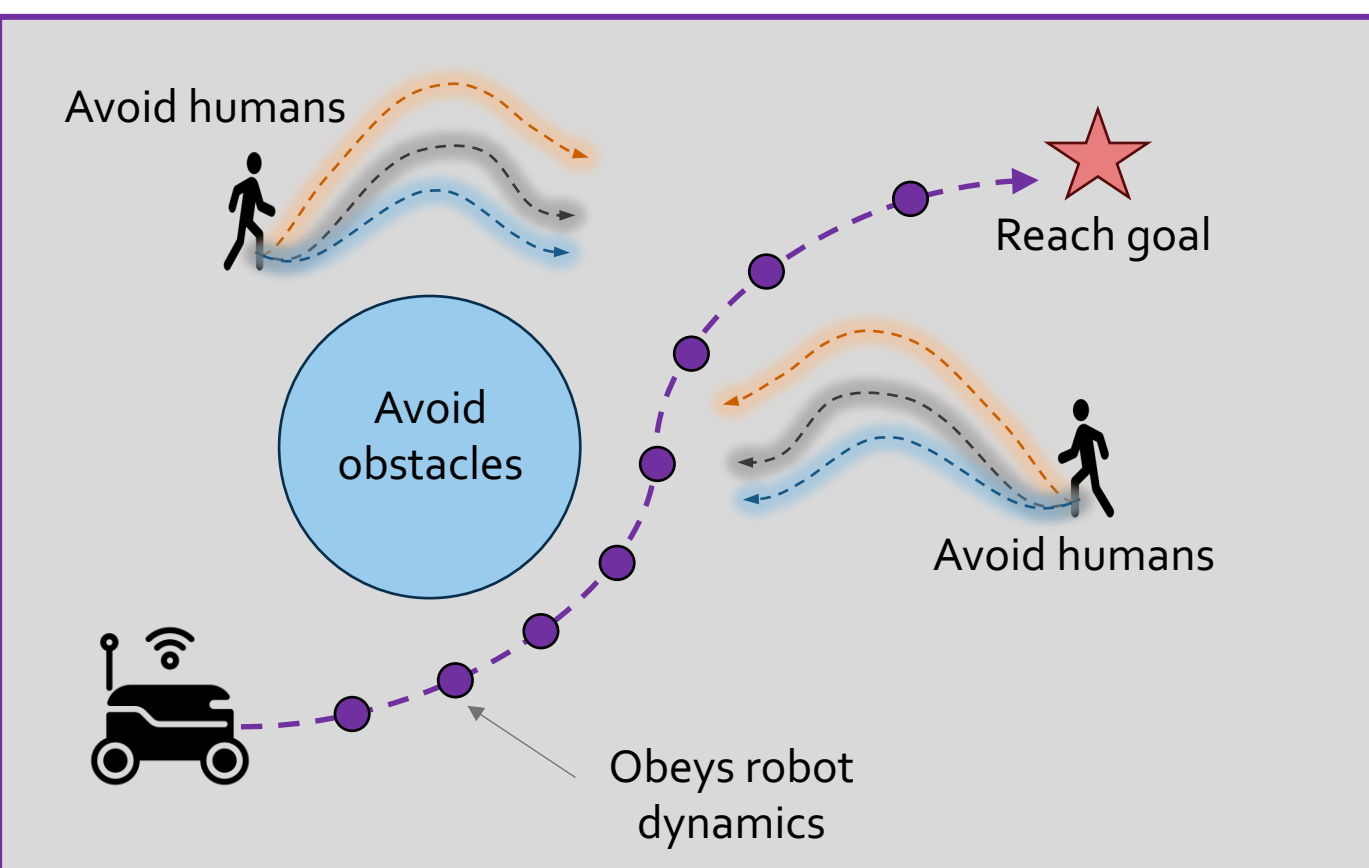 Avoid humans
Reach goal
Avoid
obstacles
Avoid humans
Obeys robot
dynamics